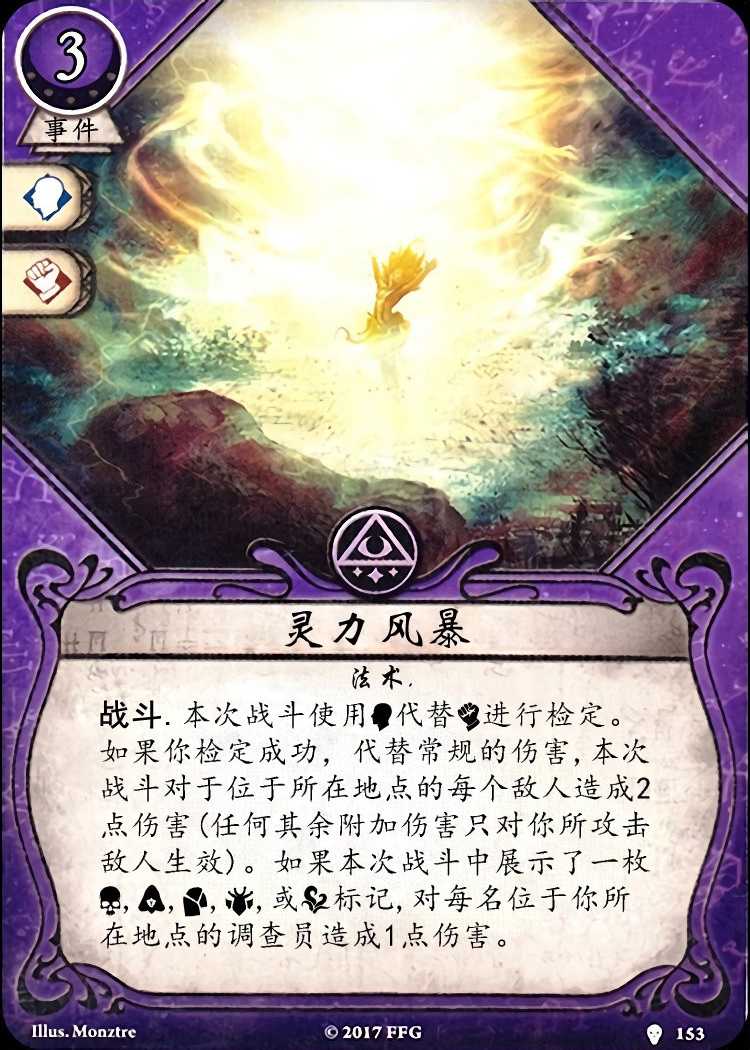 3
事件
灵力风暴
法术.
战斗.本次战斗使用代替进行检定。
如果你检定成功,代替常规的伤害,本次
战斗对于位于所在地点的每个敌人造成2
点伤害(任何其余附加伤害只对你所攻击
敌人生效)。如果本次战斗中展示了一枚
,,,,或标记,对每名位于你所
在地点的调查员造成1点伤害。
Illus. Monztre
© 2017 FFG
153